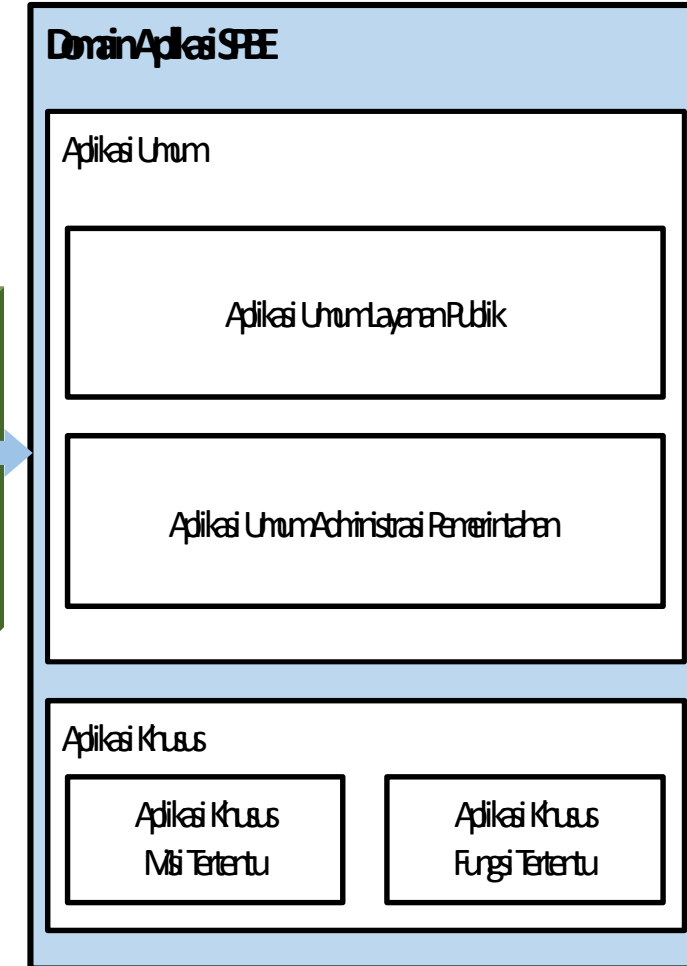 Domain Aplikasi SPBE
Aplikasi Umum
Aplikasi Umum Layanan Publik
Aplikasi Umum Administrasi Pemerintahan
Aplikasi Khusus
Aplikasi Khusus
Misi Tertentu
Aplikasi Khusus
Fungsi Tertentu